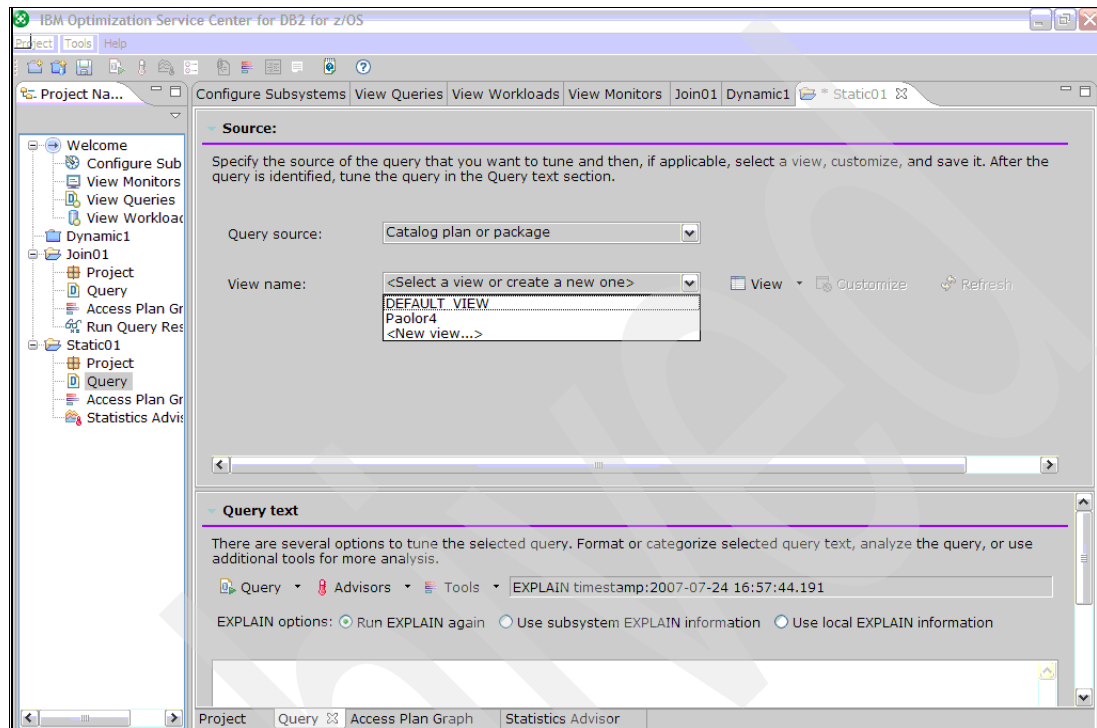 IBM Optimization Service Center for DB2 for z/OS
Project Tools Help
Project Na...
Configure Subsystems View Queries View Workloads View Monitors Join01 Dynamic1 * Static01
Welcome
Configure Sub
View Monitors
View Queries
View Workload
Dynamic1
Join01
Project
Query
Access Plan Gr
Run Query Res
Static01
Project
Query
Access Plan Gr
Statistics Advis
Source:
Specify the source of the query that you want to tune and then, if applicable, select a view, customize, and save it. After the
query is identified, tune the query in the Query text section.
Query source: Catalog plan or package
View name: <Select a view or create a new one> View Customize Refresh
DEFAULT_VIEW
Paolor4
<New view...>
Query text
There are several options to tune the selected query. Format or categorize selected query text, analyze the query, or use
additional tools for more analysis.
Query Advisors Tools EXPLAIN timestamp:2007-07-24 16:57:44.191
EXPLAIN options: Run EXPLAIN again Use subsystem EXPLAIN information Use local EXPLAIN information
Project Query Access Plan Graph Statistics Advisor